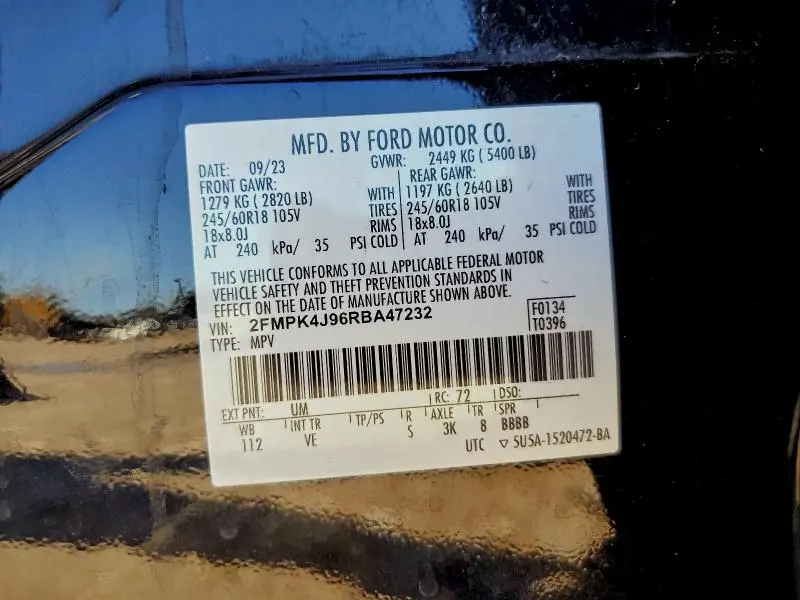 MFD. BY FORD MOTOR CO.
DATE: 09/23 GVWR: 2449 KG ( 5400 LB)
FRONT GAWR: REAR GAWR:
1279 KG ( 2820 LB) WITH 1197 KG ( 2640 LB) WITH
245/60R18 105V TIRES 245/60R18 105V TIRES
18x8.0J RIMS 18x8.0J RIMS
AT 240 kPa/ 35 PSI COLD AT 240 kPa/ 35 PSI COLD
THIS VEHICLE CONFORMS TO ALL APPLICABLE FEDERAL MOTOR
VEHICLE SAFETY AND THEFT PREVENTION STANDARDS IN
EFFECT ON THE DATE OF MANUFACTURE SHOWN ABOVE.
VIN: 2FMPK4J96RBA47232 F0134
TYPE: MPV T0396
EXT PNT: UM RC: 72 DSO:
WB INT TR TP/PS R AXLE TR SPR
112 VE S 3K 8 BBBB
UTC ▽ 5U5A-1520472-BA